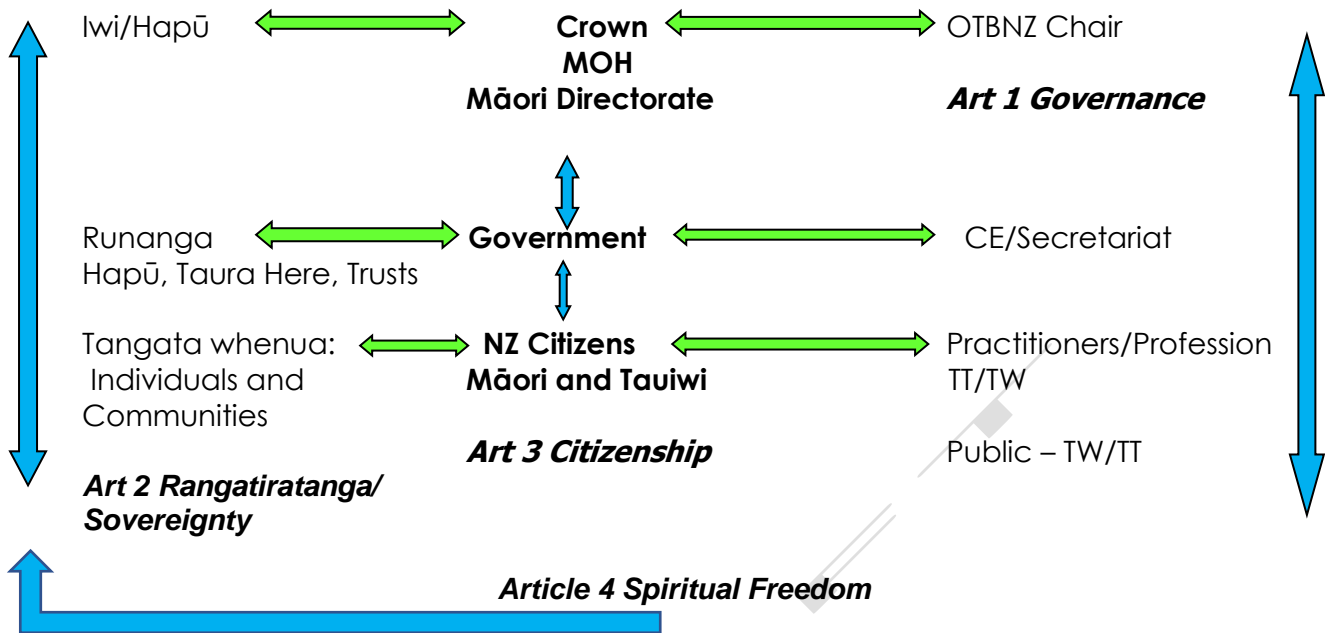 Iwi/Hapū Crown OTBNZ Chair
MOH
Māori Directorate Art 1 Governance
Runanga Government CE/Secretariat
Hapū, Taura Here, Trusts
Tangata whenua: NZ Citizens Practitioners/Profession
Individuals and Māori and Tauiwi TT/TW
Communities
Art 3 Citizenship Public – TW/TT
Art 2 Rangatiratanga/
Sovereignty
Article 4 Spiritual Freedom